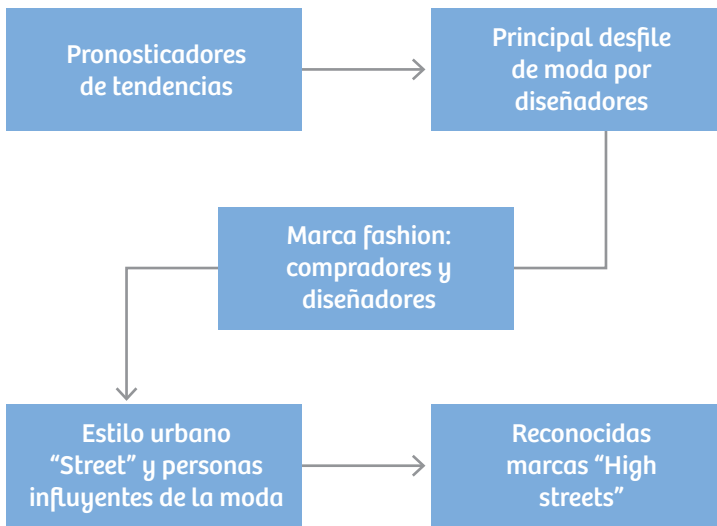 Pronosticadores
de tendencias
Principal desfile
de moda por
diseñadores
Marca fashion:
compradores y
diseñadores
Estilo urbano
“Street” y personas
influyentes de la moda
Reconocidas
marcas “High
streets”